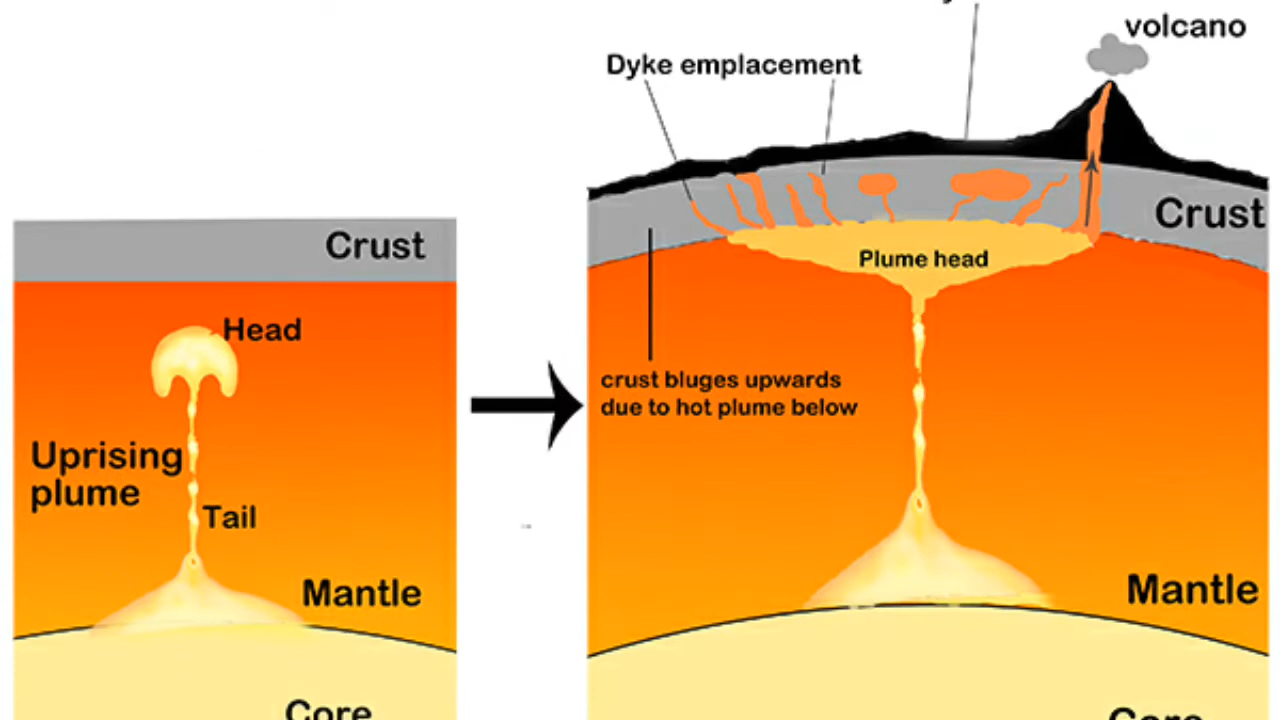 Crust
Head
Uprising
plume
Tail
Mantle
Core
volcano
Dyke emplacement
Crust
Plume head
crust bluges upwards
due to hot plume below
Mantle
Core